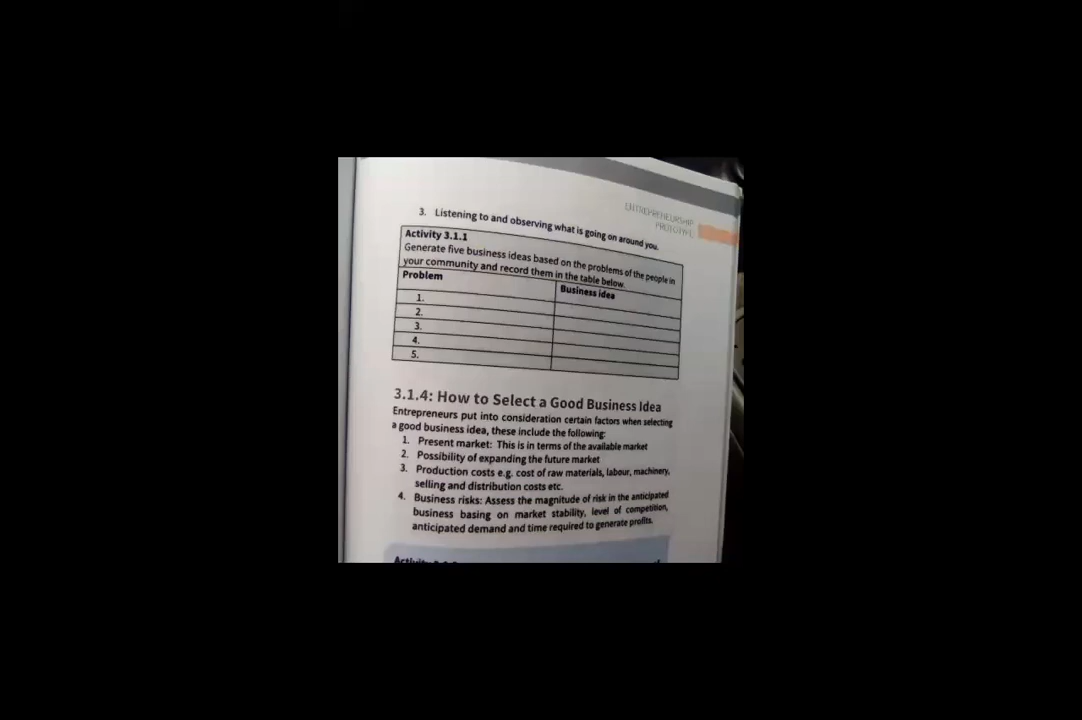 ENTREPRENEURSHIP
PROTOTYPE
3. Listening to and observing what is going on around you.
Activity 3.1.1
Generate five business ideas based on the problems of the people in
your community and record them in the table below.
Problem
Business idea
1.
2.
3.
4.
5.
3.1.4: How to Select a Good Business Idea
Entrepreneurs put into consideration certain factors when selecting
a good business idea, these include the following:
1. Present market: This is in terms of the available market
2. Possibility of expanding the future market
3. Production costs e.g. cost of raw materials, labour, machinery,
selling and distribution costs etc.
4. Business risks: Assess the magnitude of risk in the anticipated
business basing on market stability, level of competition,
anticipated demand and time required to generate profits.
Activity